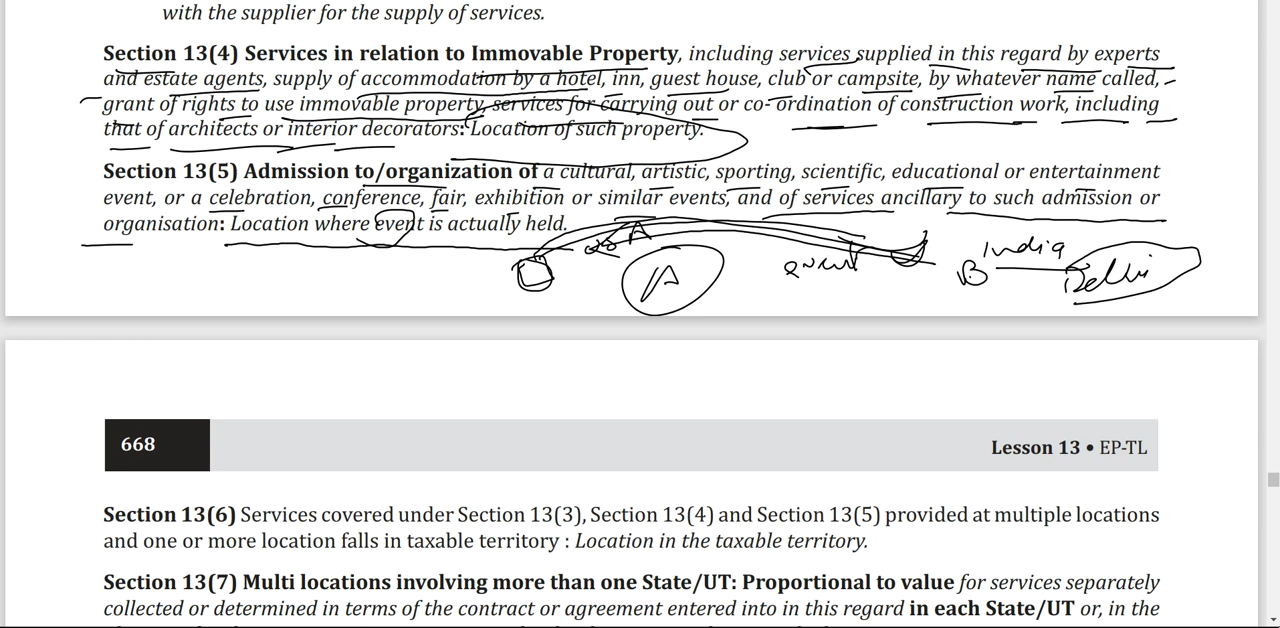 with the supplier for the supply of services.
Section 13(4) Services in relation to Immovable Property, including services supplied in this regard by experts
and estate agents, supply of accommodation by a hotel, inn, guest house, club or campsite, by whatever name called,
grant of rights to use immovable property, services for carrying out or co-ordination of construction work, including
that of architects or interior decorators: Location of such property.
Section 13(5) Admission to/organization of a cultural, artistic, sporting, scientific, educational or entertainment
event, or a celebration, conference, fair, exhibition or similar events, and of services ancillary to such admission or
organisation: Location where event is actually held.
A
A
event
B India
Delhi
668
Lesson 13 • EP-TL
Section 13(6) Services covered under Section 13(3), Section 13(4) and Section 13(5) provided at multiple locations
and one or more location falls in taxable territory : Location in the taxable territory.
Section 13(7) Multi locations involving more than one State/UT: Proportional to value for services separately
collected or determined in terms of the contract or agreement entered into in this regard in each State/UT or, in the